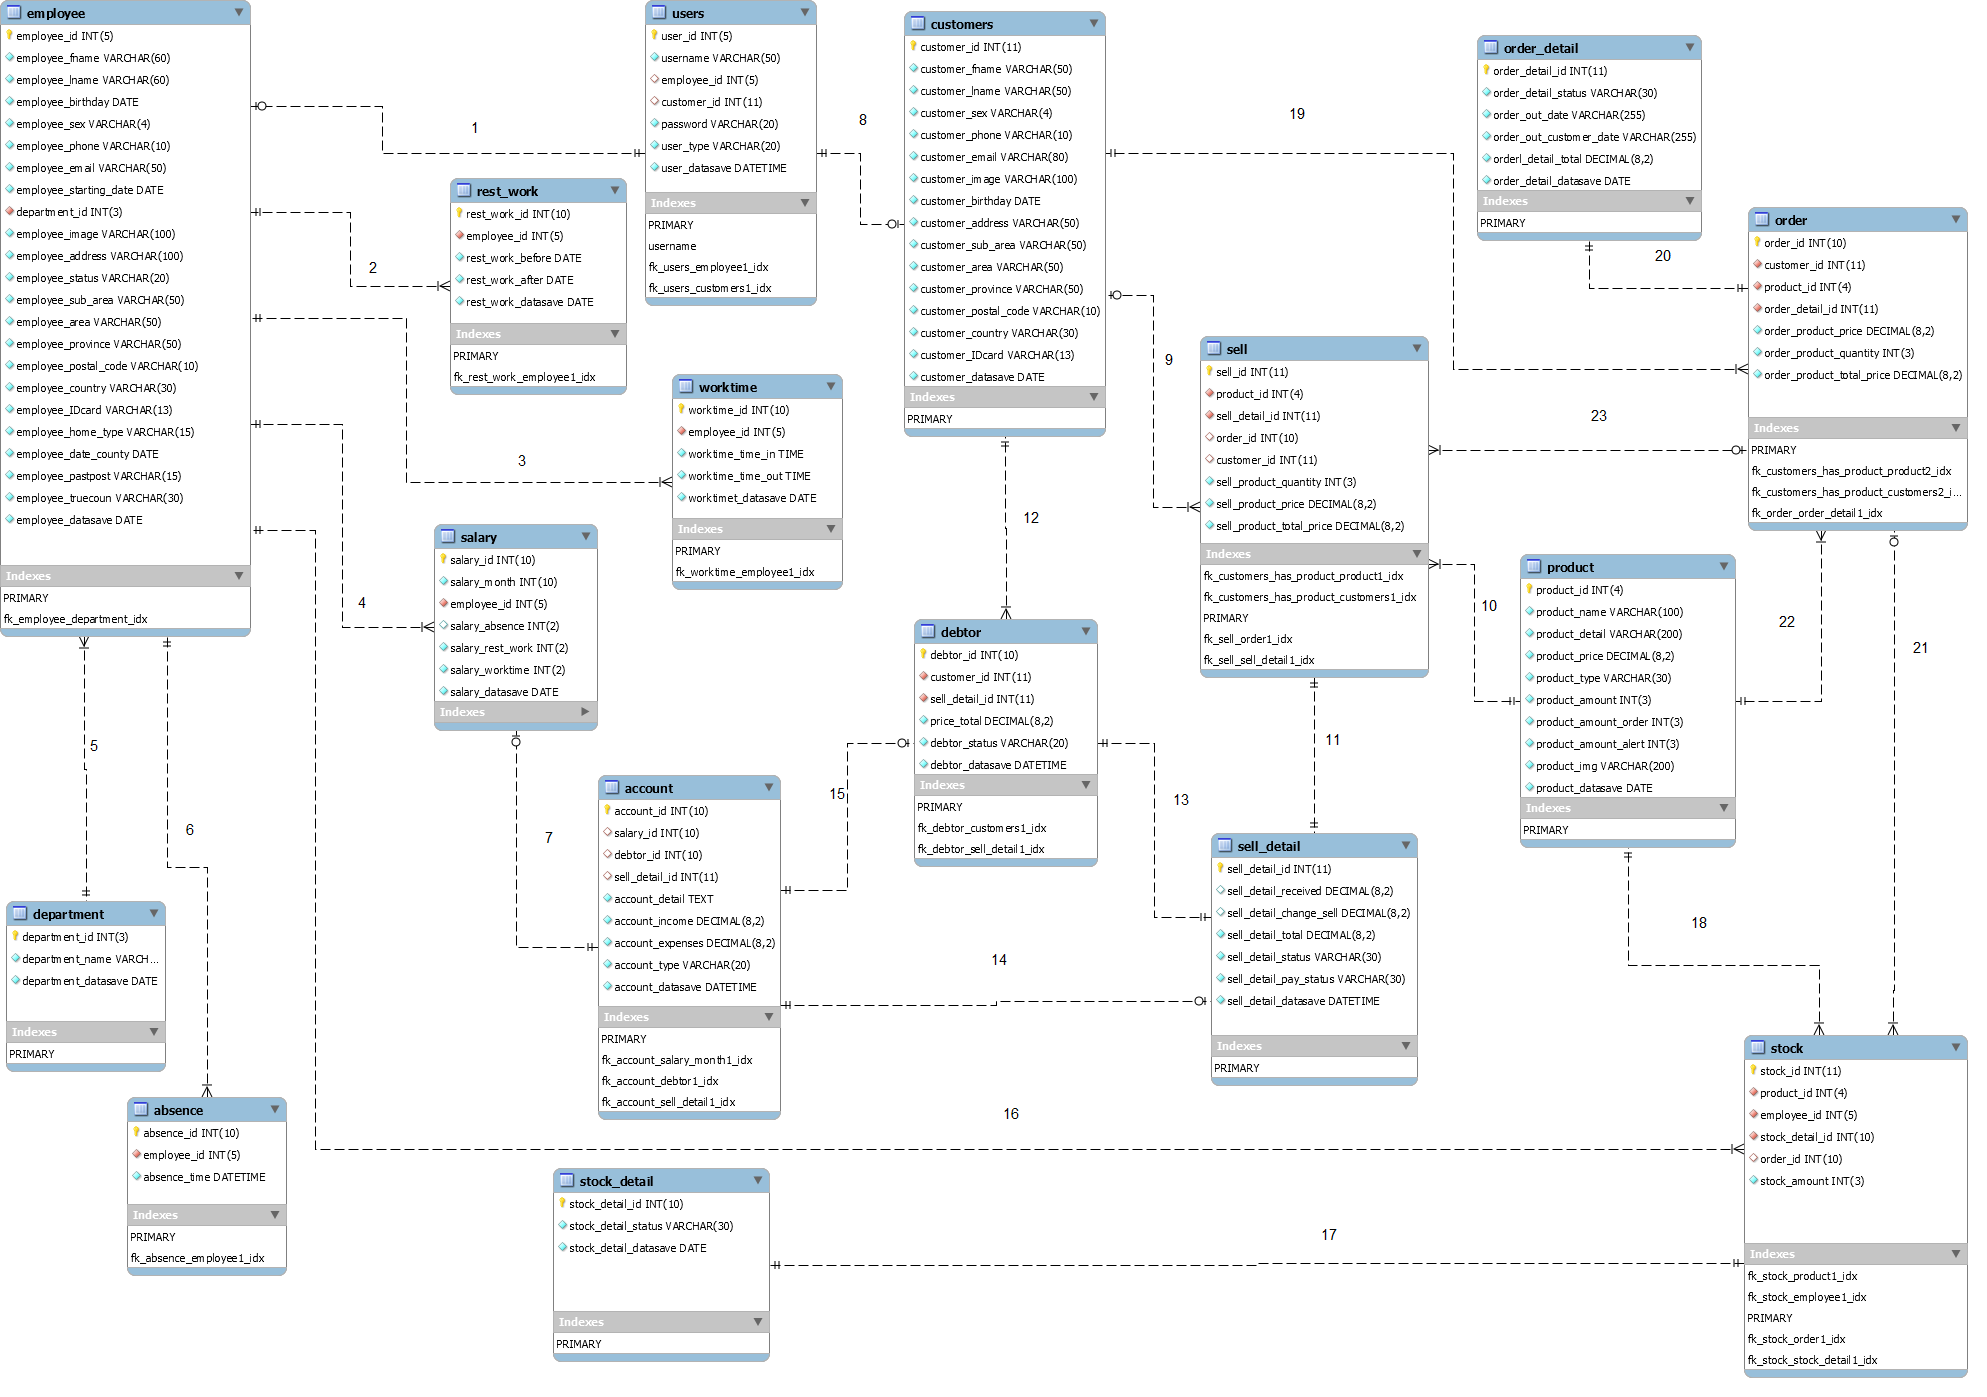 employee
employee_id INT(5)
employee_fname VARCHAR(60)
employee_lname VARCHAR(60)
employee_birthday DATE
employee_sex VARCHAR(4)
employee_phone VARCHAR(10)
employee_email VARCHAR(50)
employee_starting_date DATE
department_id INT(3)
employee_image VARCHAR(100)
employee_address VARCHAR(100)
employee_status VARCHAR(20)
employee_sub_area VARCHAR(50)
employee_area VARCHAR(50)
employee_province VARCHAR(50)
employee_postal_code VARCHAR(10)
employee_country VARCHAR(30)
employee_IDcard VARCHAR(13)
employee_home_type VARCHAR(15)
employee_date_county DATE
employee_pastpost VARCHAR(15)
employee_truecoun VARCHAR(30)
employee_datasave DATE
Indexes
PRIMARY
fk_employee_department_idx
users
user_id INT(5)
username VARCHAR(50)
employee_id INT(5)
customer_id INT(11)
password VARCHAR(20)
user_type VARCHAR(20)
user_datasave DATETIME
Indexes
PRIMARY
username
fk_users_employee1_idx
fk_users_customers1_idx
customers
customer_id INT(11)
customer_fname VARCHAR(50)
customer_lname VARCHAR(50)
customer_sex VARCHAR(4)
customer_phone VARCHAR(10)
customer_email VARCHAR(80)
customer_image VARCHAR(100)
customer_birthday DATE
customer_address VARCHAR(50)
customer_sub_area VARCHAR(50)
customer_area VARCHAR(50)
customer_province VARCHAR(50)
customer_postal_code VARCHAR(10)
customer_country VARCHAR(30)
customer_IDcard VARCHAR(13)
customer_datasave DATE
Indexes
PRIMARY
order_detail
order_detail_id INT(11)
order_detail_status VARCHAR(30)
order_out_date VARCHAR(255)
order_out_customer_date VARCHAR(255)
orderl_detail_total DECIMAL(8,2)
order_detail_datasave DATE
Indexes
PRIMARY
order
order_id INT(10)
customer_id INT(11)
product_id INT(4)
order_detail_id INT(11)
order_product_price DECIMAL(8,2)
order_product_quantity INT(3)
order_product_total_price DECIMAL(8,2)
Indexes
PRIMARY
fk_customers_has_product_product2_idx
fk_customers_has_product_customers2_i...
fk_order_order_detail1_idx
rest_work
rest_work_id INT(10)
employee_id INT(5)
rest_work_before DATE
rest_work_after DATE
rest_work_datasave DATE
Indexes
PRIMARY
fk_rest_work_employee1_idx
worktime
worktime_id INT(10)
employee_id INT(5)
worktime_time_in TIME
worktime_time_out TIME
worktimet_datasave DATE
Indexes
PRIMARY
fk_worktime_employee1_idx
sell
sell_id INT(11)
product_id INT(4)
sell_detail_id INT(11)
order_id INT(10)
customer_id INT(11)
sell_product_quantity INT(3)
sell_product_price DECIMAL(8,2)
sell_product_total_price DECIMAL(8,2)
Indexes
fk_customers_has_product_product1_idx
fk_customers_has_product_customers1_idx
PRIMARY
fk_sell_order1_idx
fk_sell_sell_detail1_idx
salary
salary_id INT(10)
salary_month INT(10)
employee_id INT(5)
salary_absence INT(2)
salary_rest_work INT(2)
salary_worktime INT(2)
salary_datasave DATE
Indexes
product
product_id INT(4)
product_name VARCHAR(100)
product_detail VARCHAR(200)
product_price DECIMAL(8,2)
product_type VARCHAR(30)
product_amount INT(3)
product_amount_order INT(3)
product_amount_alert INT(3)
product_img VARCHAR(200)
product_datasave DATE
Indexes
PRIMARY
debtor
debtor_id INT(10)
customer_id INT(11)
sell_detail_id INT(11)
price_total DECIMAL(8,2)
debtor_status VARCHAR(20)
debtor_datasave DATETIME
Indexes
PRIMARY
fk_debtor_customers1_idx
fk_debtor_sell_detail1_idx
account
account_id INT(10)
salary_id INT(10)
debtor_id INT(10)
sell_detail_id INT(11)
account_detail TEXT
account_income DECIMAL(8,2)
account_expenses DECIMAL(8,2)
account_type VARCHAR(20)
account_datasave DATETIME
Indexes
PRIMARY
fk_account_salary_month1_idx
fk_account_debtor1_idx
fk_account_sell_detail1_idx
sell_detail
sell_detail_id INT(11)
sell_detail_received DECIMAL(8,2)
sell_detail_change_sell DECIMAL(8,2)
sell_detail_total DECIMAL(8,2)
sell_detail_status VARCHAR(30)
sell_detail_pay_status VARCHAR(30)
sell_detail_datasave DATETIME
Indexes
PRIMARY
department
department_id INT(3)
department_name VARCH...
department_datasave DATE
Indexes
PRIMARY
absence
absence_id INT(10)
employee_id INT(5)
absence_time DATETIME
Indexes
PRIMARY
fk_absence_employee1_idx
stock_detail
stock_detail_id INT(10)
stock_detail_status VARCHAR(30)
stock_detail_datasave DATE
Indexes
PRIMARY
stock
stock_id INT(11)
product_id INT(4)
employee_id INT(5)
stock_detail_id INT(10)
order_id INT(10)
stock_amount INT(3)
Indexes
fk_stock_product1_idx
fk_stock_employee1_idx
PRIMARY
fk_stock_order1_idx
fk_stock_stock_detail1_idx
1
2
3
4
5
6
7
8
9
10
11
12
13
14
15
16
17
18
19
20
21
22
23